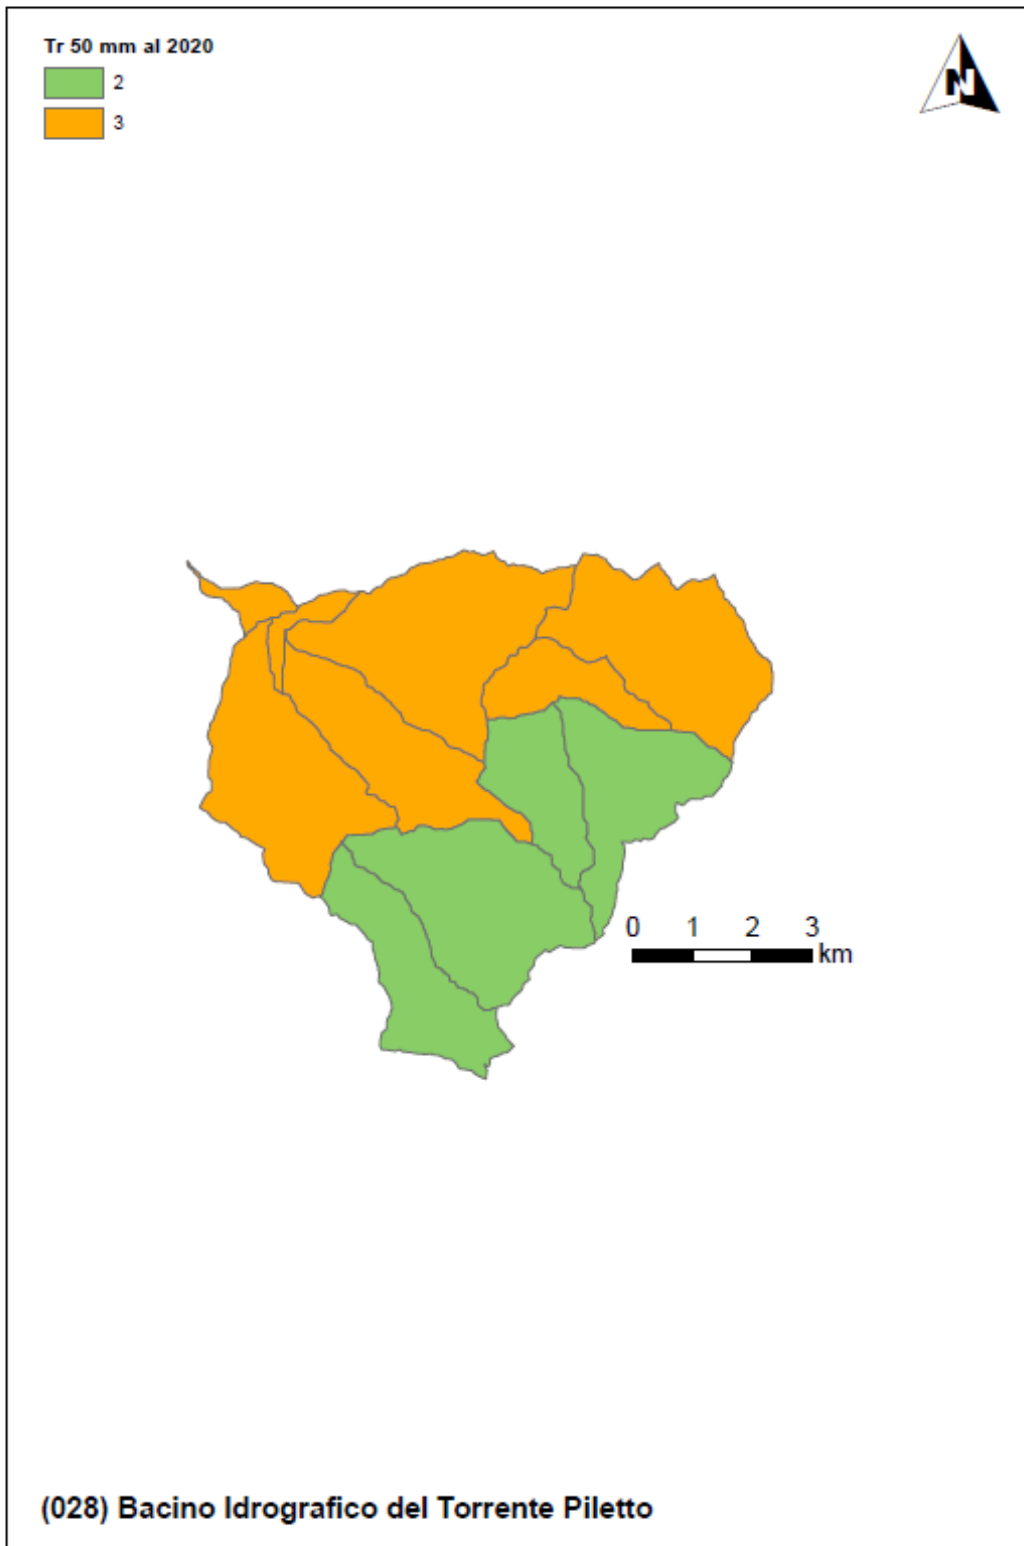 Tr 50 mm al 2020
2
3
N
0 1 2 3
km
(028) Bacino Idrografico del Torrente Piletto